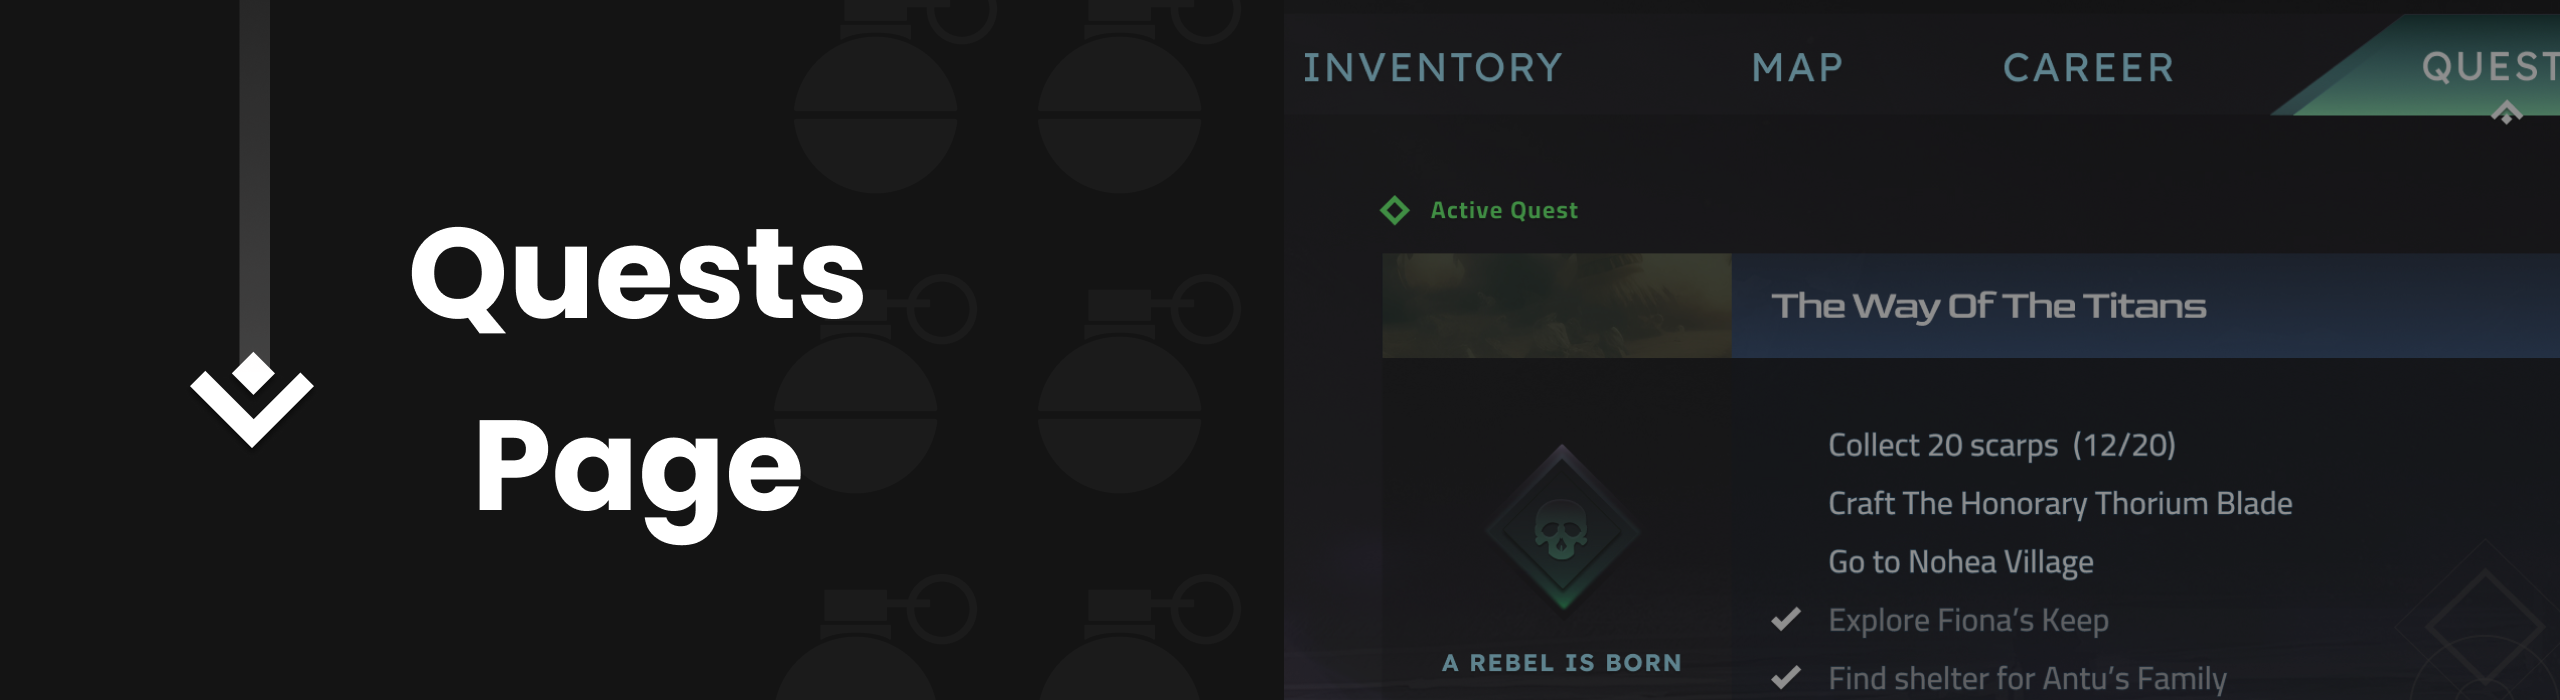 Quests
Page
INVENTORY MAP CAREER QUEST
Active Quest
The Way Of The Titans
Collect 20 scarps (12/20)
Craft The Honorary Thorium Blade
Go to Nohea Village
Explore Fiona's Keep
A REBEL IS BORN
Find shelter for Antu's Family